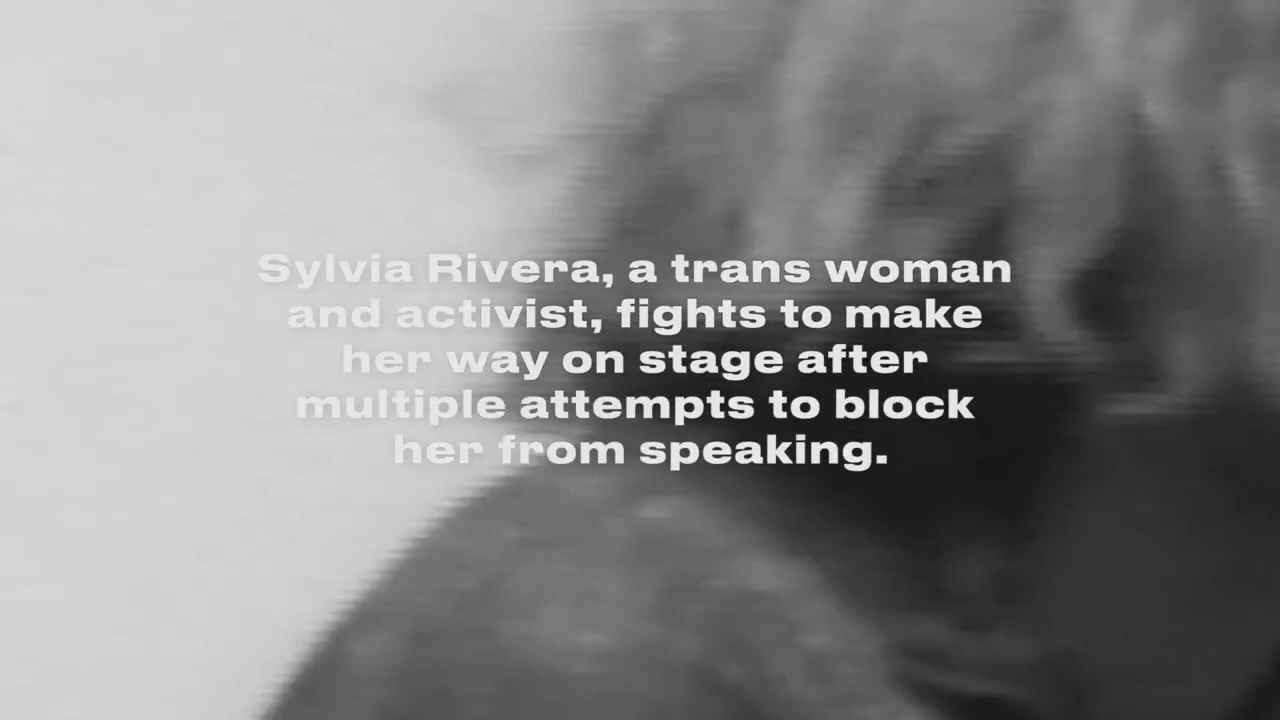 Sylvia Rivera, a trans woman
and activist, fights to make
her way on stage after
multiple attempts to block
her from speaking.